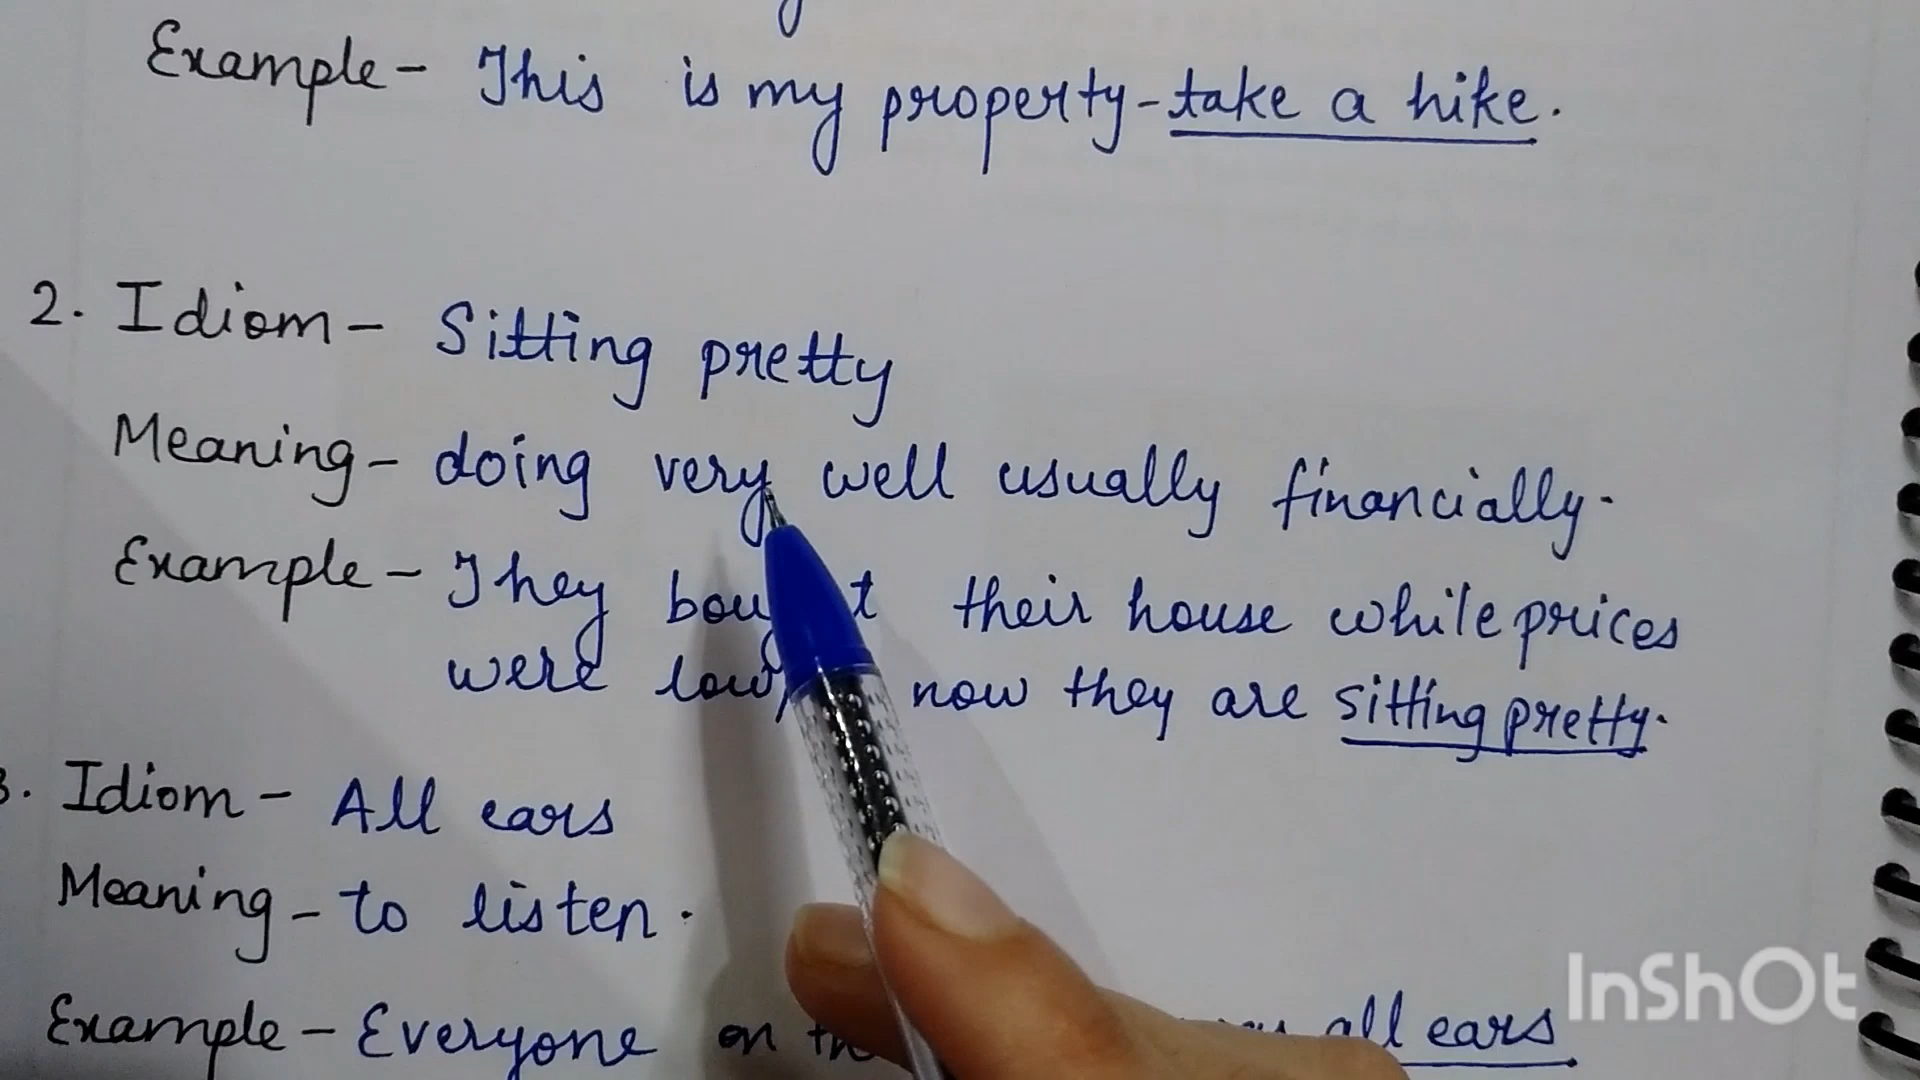 Example- This is my property-take a hike.
2. Idiom- Sitting pretty
Meaning- doing very well usually financially.
Example- They their house while prices
were low, now they are sitting pretty.
3. Idiom- All ears
Meaning- to listen.
Example- Everyone on all ears
InShOt